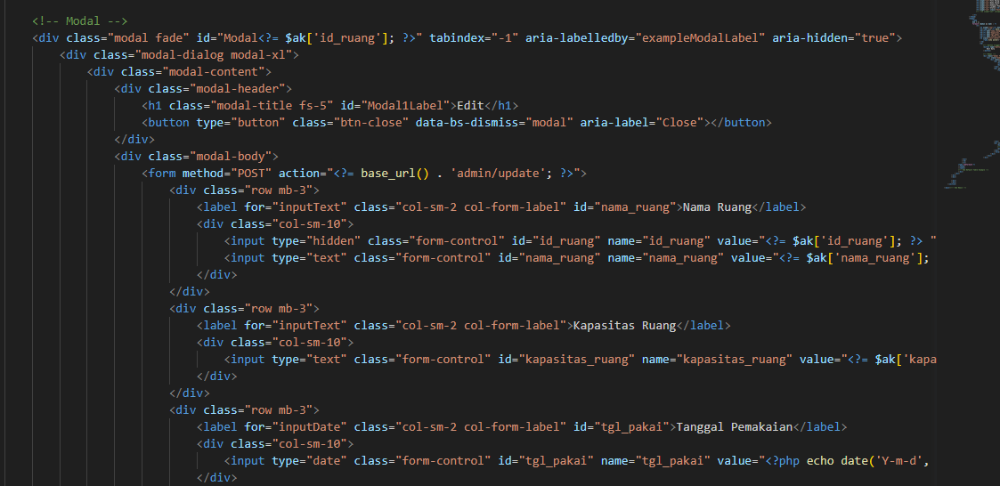 <!-- Modal -->
<div class="modal fade" id="Modal<?= $ak['id_ruang']; ?>" tabindex="-1" aria-labelledby="exampleModalLabel" aria-hidden="true">
<div class="modal-dialog modal-xl">
<div class="modal-content">
<div class="modal-header">
<h1 class="modal-title fs-5" id="Modal1Label">Edit</h1>
<button type="button" class="btn-close" data-bs-dismiss="modal" aria-label="Close"></button>
</div>
<div class="modal-body">
<form method="POST" action="<?= base_url() . 'admin/update'; ?>">
<div class="row mb-3">
<label for="inputText" class="col-sm-2 col-form-label" id="nama_ruang">Nama Ruang</label>
<div class="col-sm-10">
<input type="hidden" class="form-control" id="id_ruang" name="id_ruang" value="<?= $ak['id_ruang']; ?> "
<input type="text" class="form-control" id="nama_ruang" name="nama_ruang" value="<?= $ak['nama_ruang'];
</div>
</div>
<div class="row mb-3">
<label for="inputText" class="col-sm-2 col-form-label">Kapasitas Ruang</label>
<div class="col-sm-10">
<input type="text" class="form-control" id="kapasitas_ruang" name="kapasitas_ruang" value="<?= $ak['kapa
</div>
</div>
<div class="row mb-3">
<label for="inputDate" class="col-sm-2 col-form-label" id="tgl_pakai">Tanggal Pemakaian</label>
<div class="col-sm-10">
<input type="date" class="form-control" id="tgl_pakai" name="tgl_pakai" value="<?php echo date('Y-m-d',
</div>